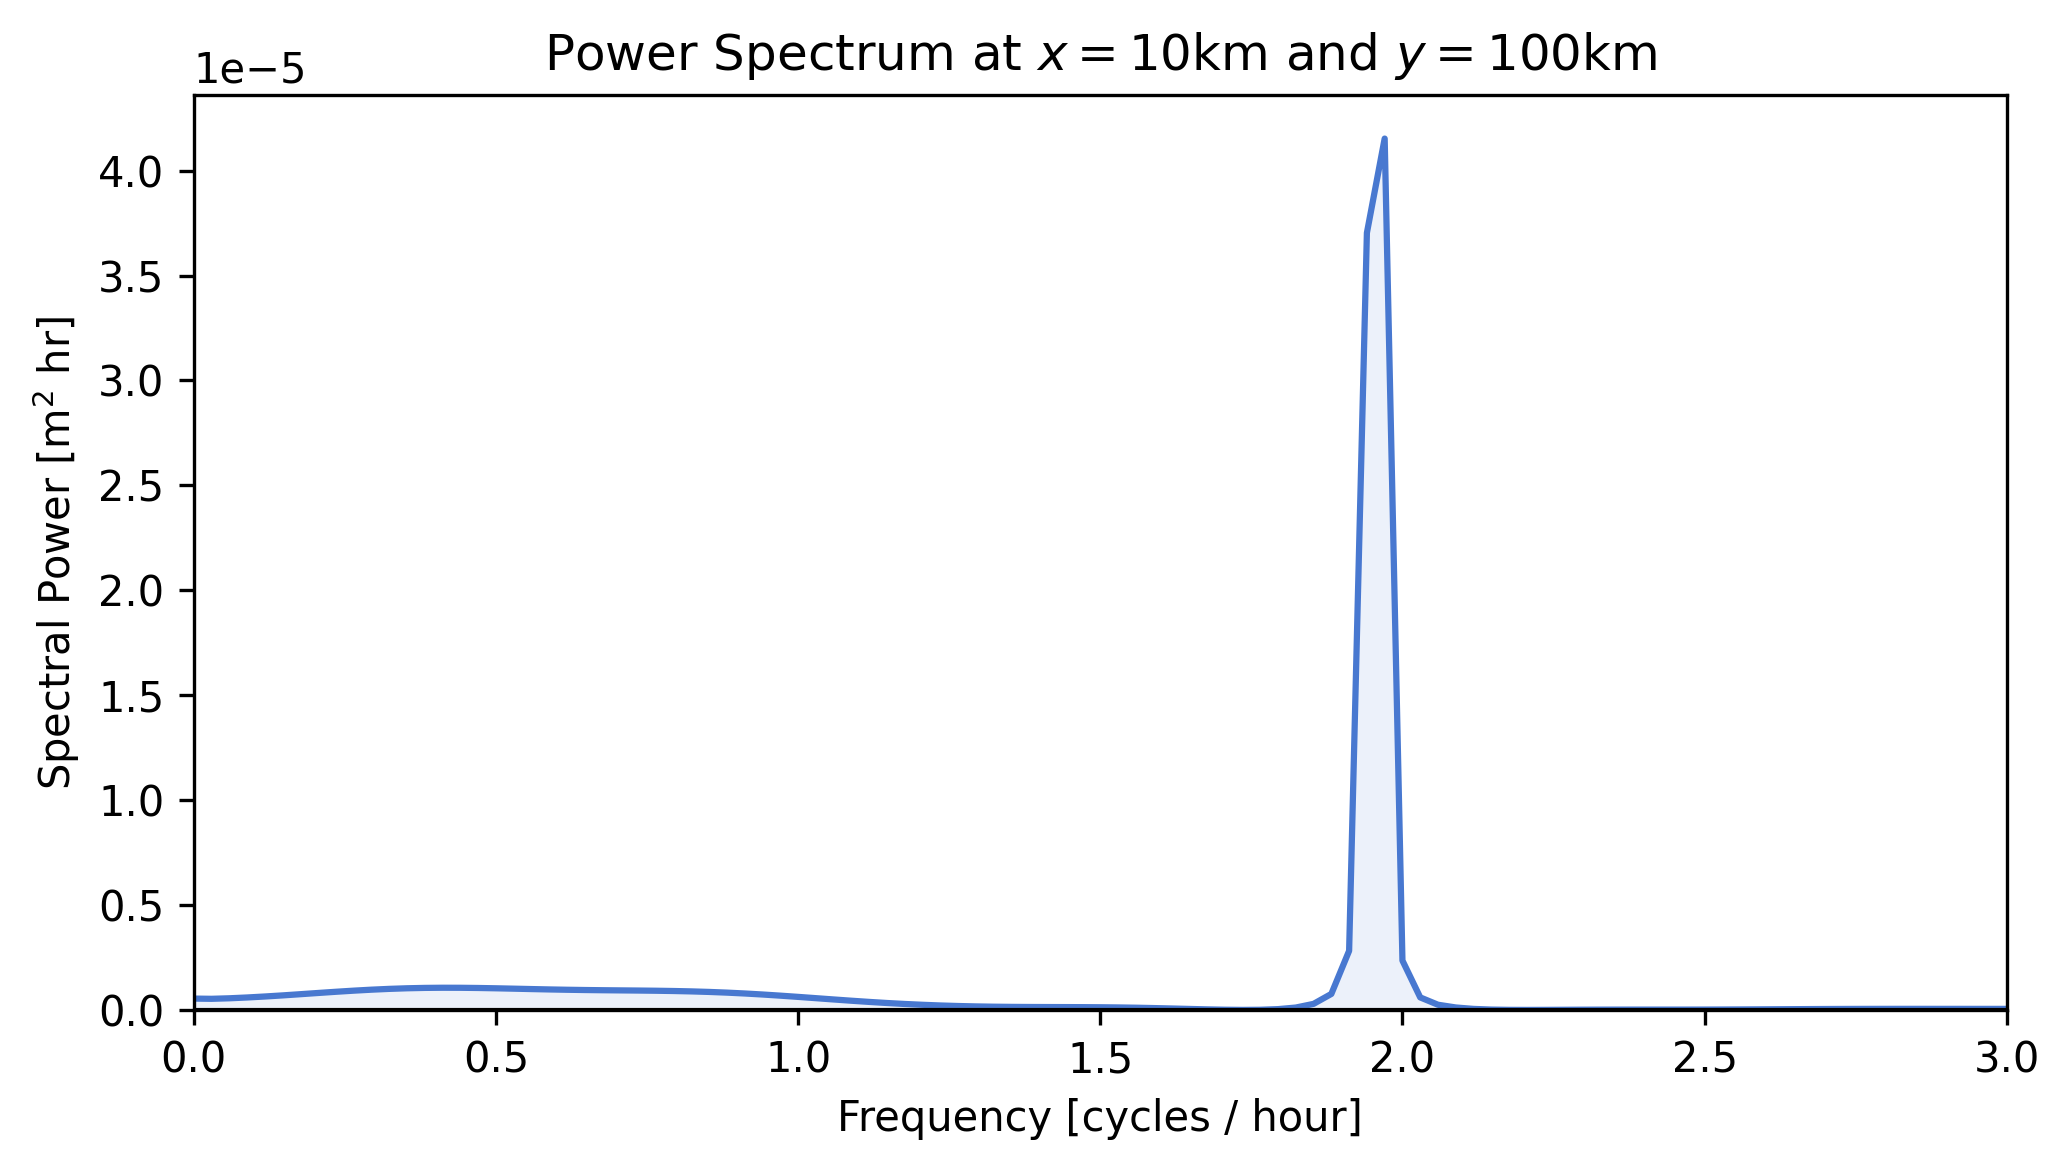 Power Spectrum at x = 10km and y = 100km
1e−5
4.0
3.5
3.0
2.5
2.0
1.5
1.0
0.5
0.0
Spectral Power [m² hr]
0.0 0.5 1.0 1.5 2.0 2.5 3.0
Frequency [cycles / hour]